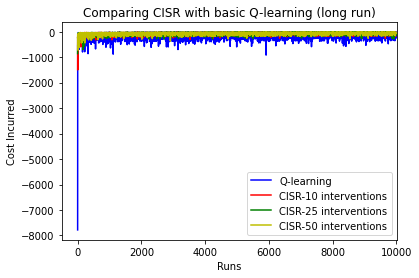 Comparing CISR with basic Q-learning (long run)
0
−1000
−2000
−3000
−4000
−5000
−6000
−7000
−8000
Cost Incurred
Q-learning
CISR-10 interventions
CISR-25 interventions
CISR-50 interventions
0 2000 4000 6000 8000 10000
Runs